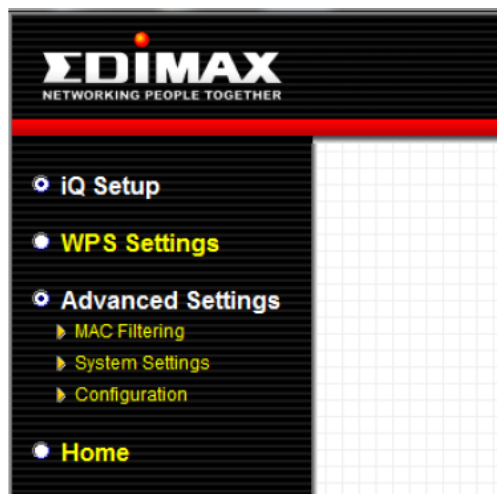 EDIMAX
NETWORKING PEOPLE TOGETHER
iQ Setup
WPS Settings
Advanced Settings
MAC Filtering
System Settings
Configuration
Home